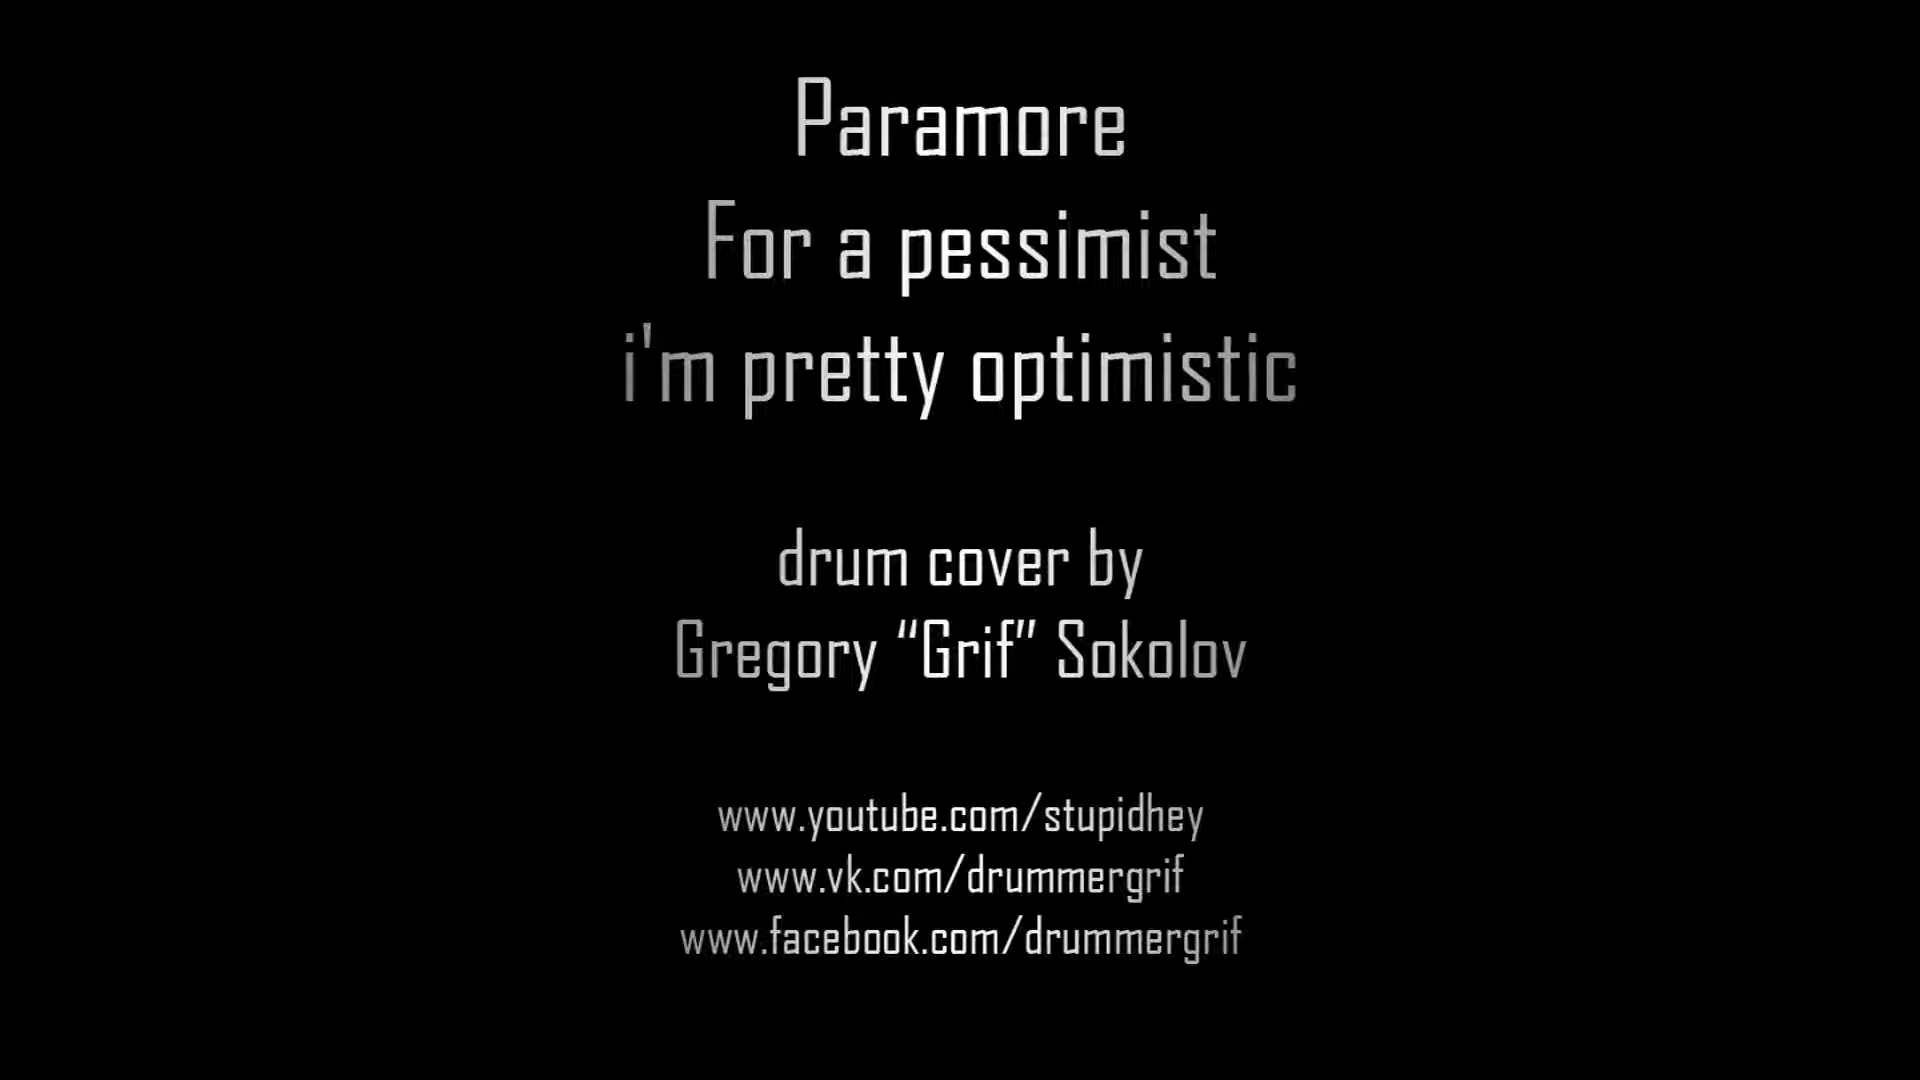 Paramore
For a pessimist
i'm pretty optimistic
drum cover by
Gregory “Grif” Sokolov
www.youtube.com/stupidhey
www.vk.com/drummergrif
www.facebook.com/drummergrif